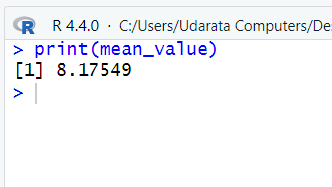 R R 4.4.0 · C:/Users/Udarata Computers/De
> print(mean_value)
[1] 8.17549
>